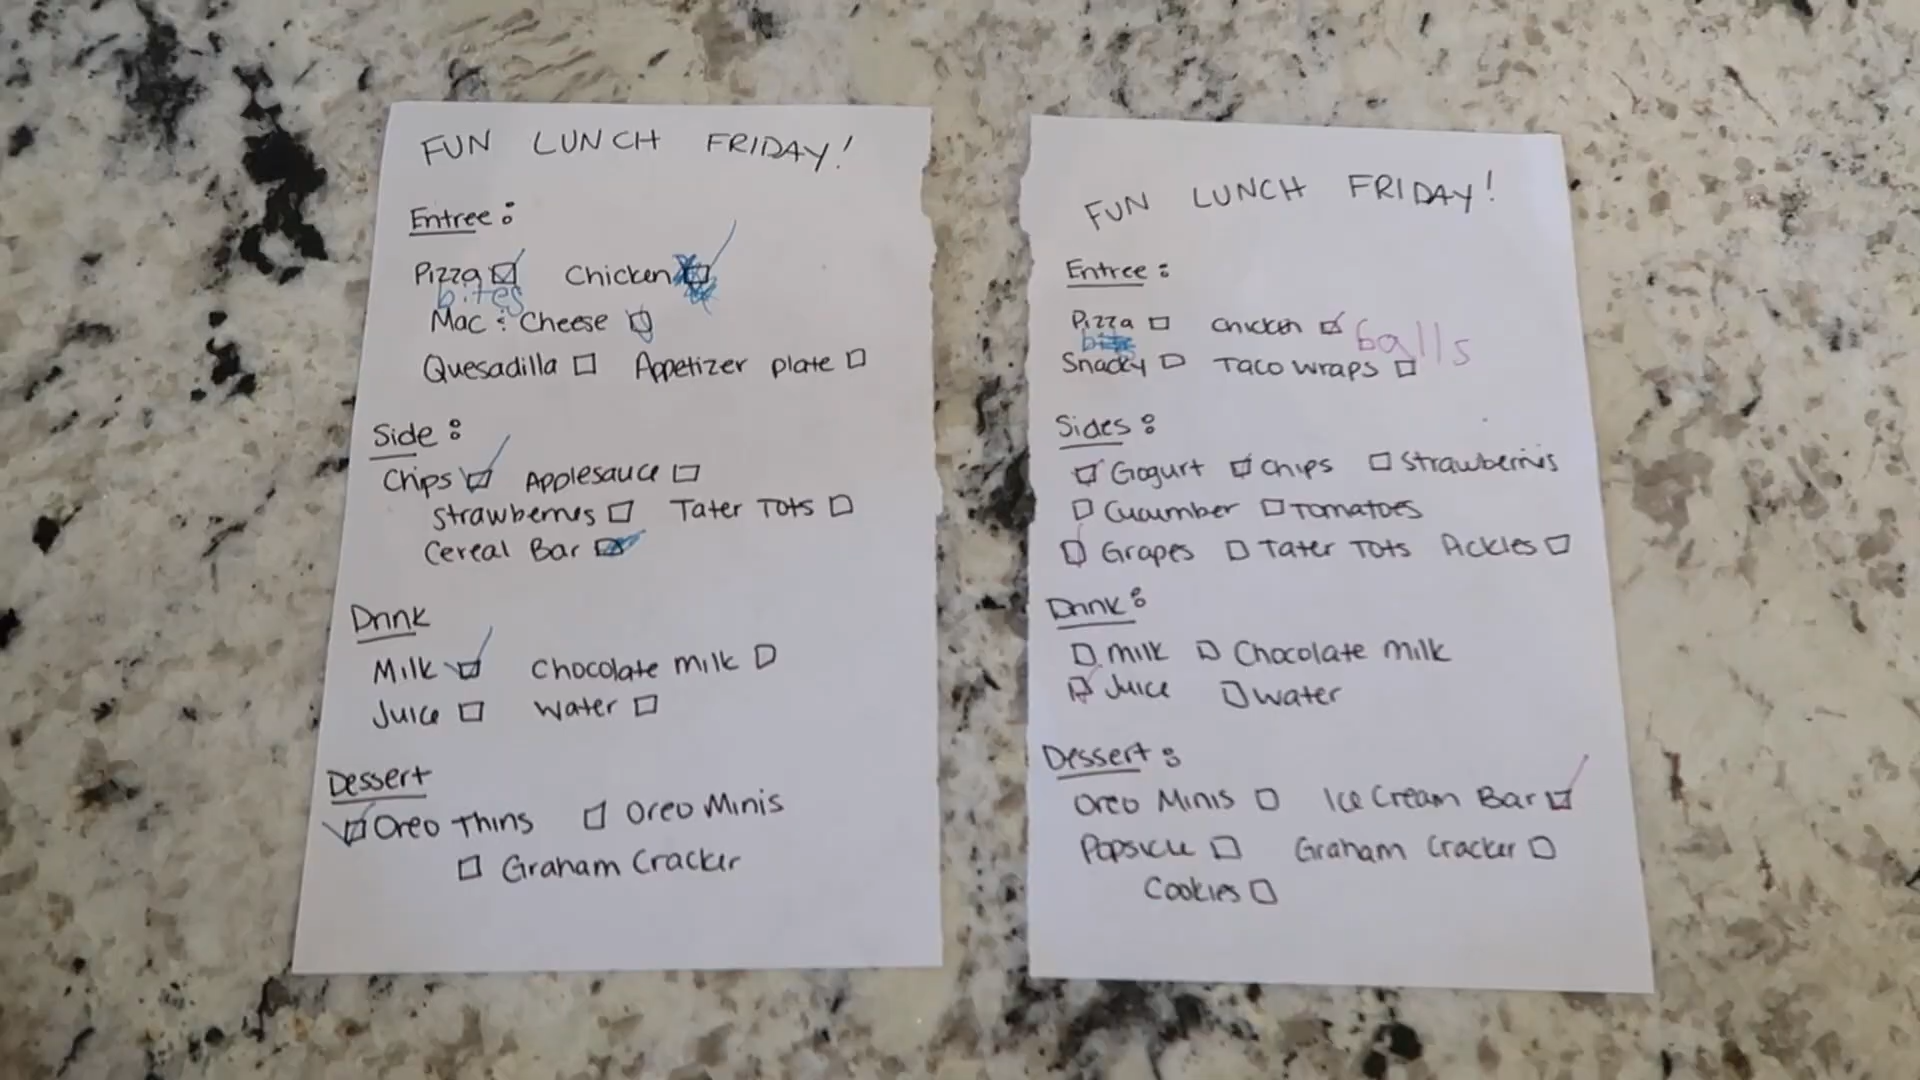 FUN LUNCH FRIDAY!
Entree:
Pizza Chicken
bites
Mac & Cheese
Quesadilla Appetizer plate
Side:
Chips Applesauce
Strawberries Tater Tots
Cereal Bar
Drink
Milk Chocolate milk
Juice Water
Dessert
Oreo Thins Oreo Minis
Graham Cracker
FUN LUNCH FRIDAY!
Entree:
Pizza Chicken balls
Snacky Taco wraps
Sides:
Gogurt Chips Strawberries
Cucumber Tomatoes
Grapes Tater Tots Pickles
Drink:
Milk Chocolate milk
Juice Water
Dessert:
Oreo Minis Ice Cream Bar
Popsicle Graham Cracker
Cookies